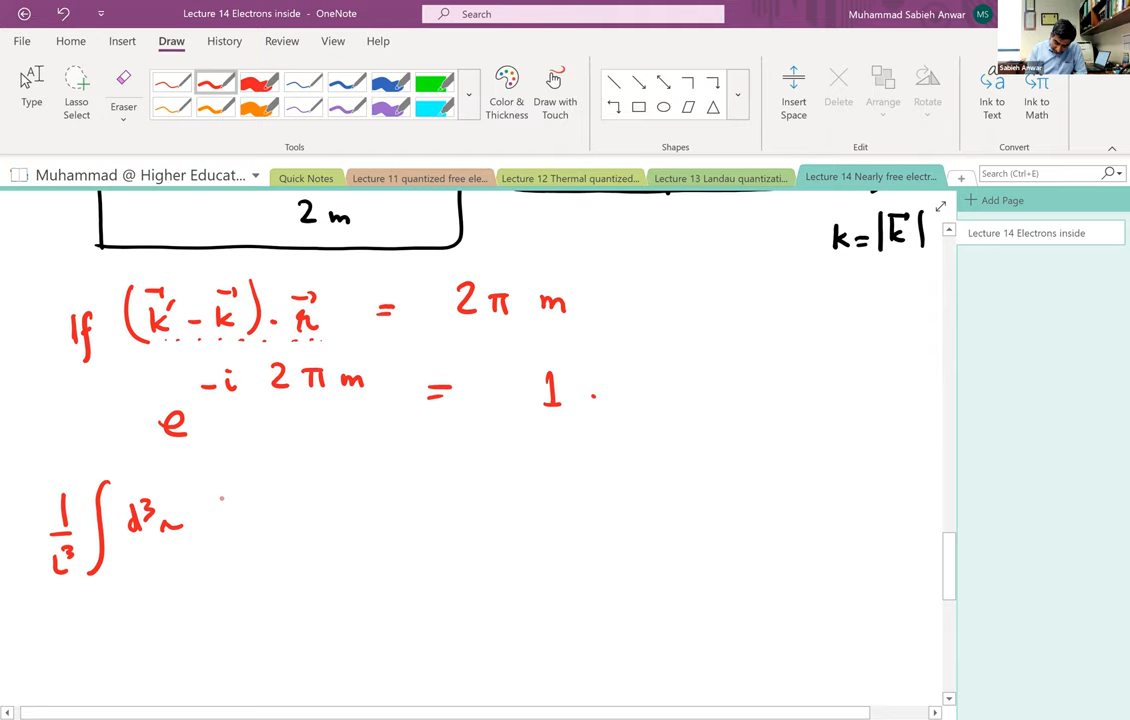 Lecture 14 Electrons inside - OneNote
Search
Muhammad Sabieh Anwar MS
File Home Insert Draw History Review View Help
Sabieh Anwar
Type
Lasso Select
Eraser
Color & Thickness
Draw with Touch
Insert Space
Delete
Arrange
Rotate
Ink to Text
Ink to Math
Tools Shapes Edit Convert
Muhammad @ Higher Educat...
Quick Notes
Lecture 11 quantized free ele...
Lecture 12 Thermal quantized...
Lecture 13 Landau quantizati...
Lecture 14 Nearly free electr...
Search (Ctrl+E)
Add Page
Lecture 14 Electrons inside
2 m
k = |k⃗|
If (k⃗' - k⃗) · r⃗ = 2π m
e^{-i 2π m} = 1 .
1/L³ ∫ d³r